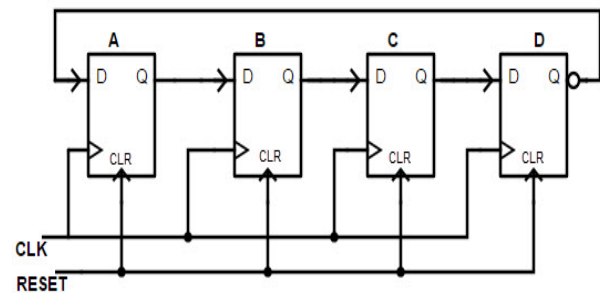 A B C D
D Q D Q D Q D Q
CLR CLR CLR CLR
CLK
RESET